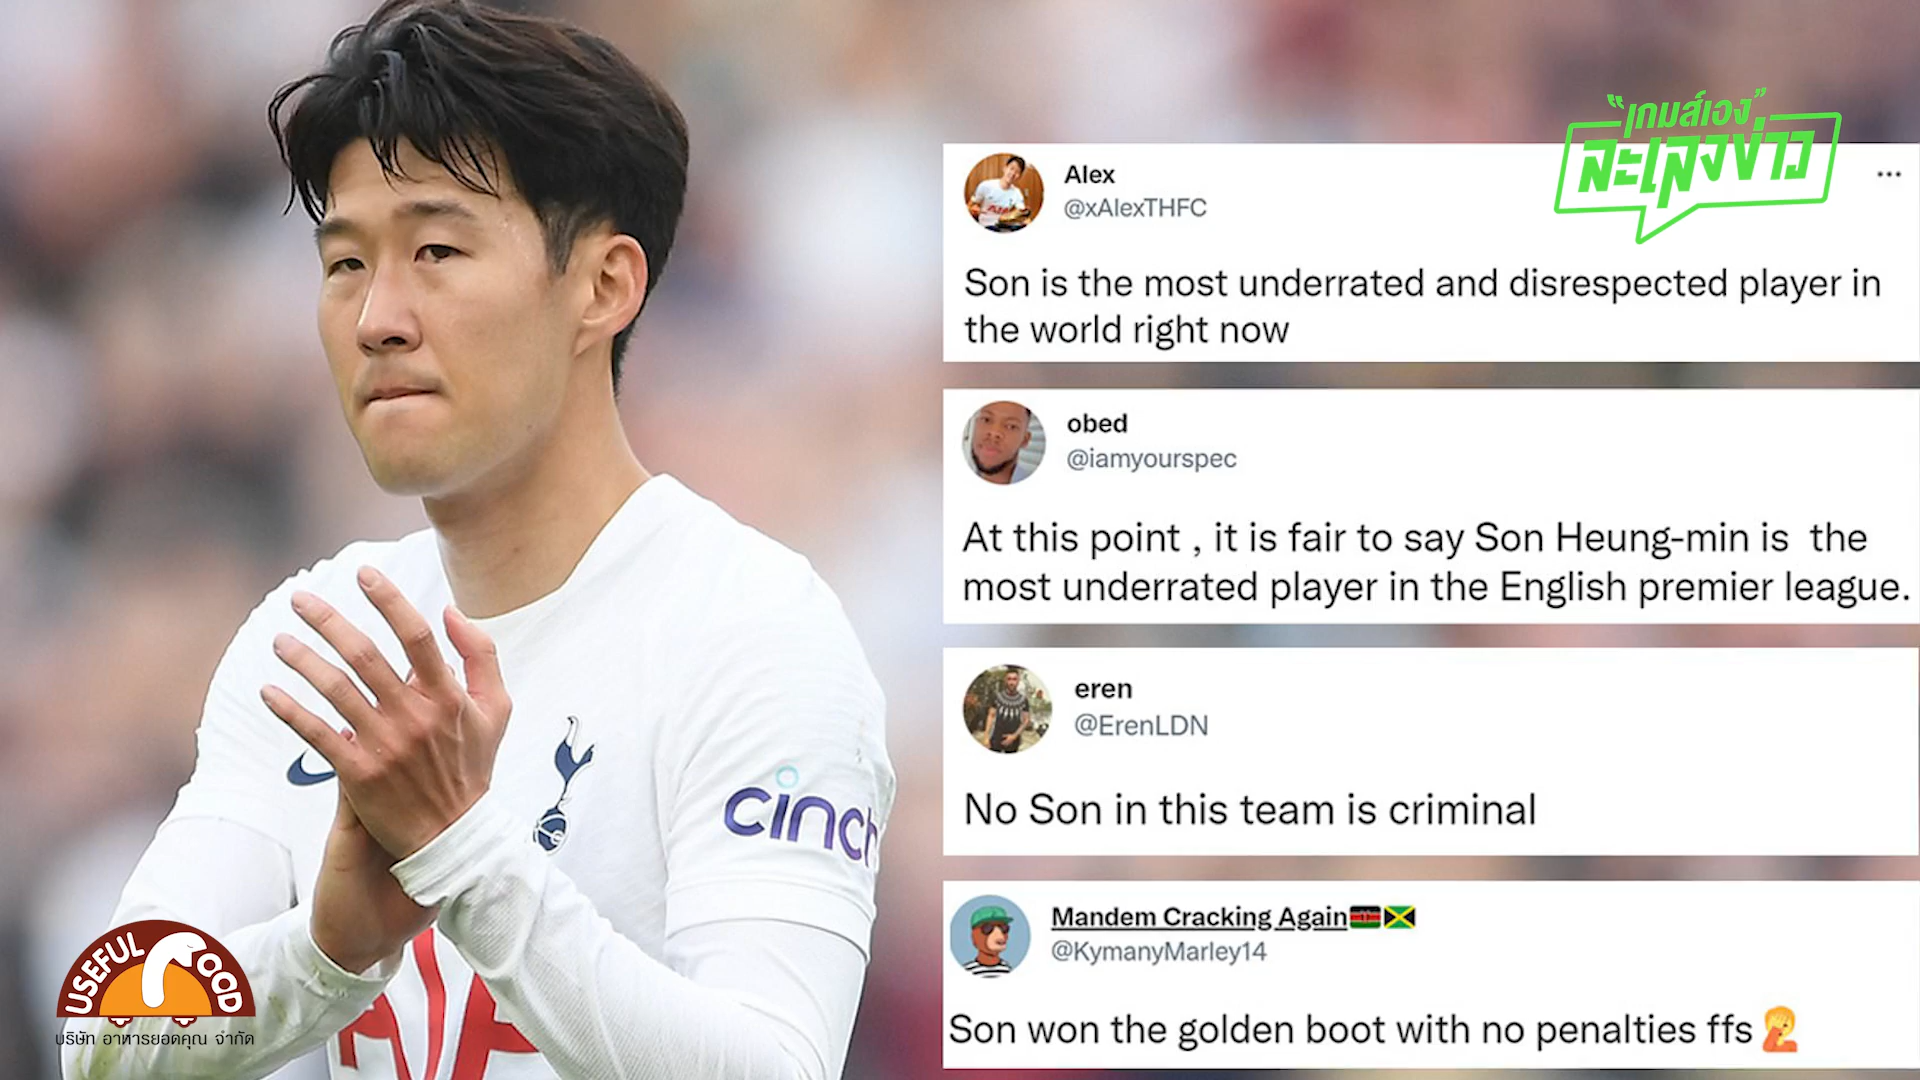 "เกมส์เอง"
ละเลงข่าว
Alex
@xAlexTHFC
Son is the most underrated and disrespected player in
the world right now
obed
@iamyourspec
At this point , it is fair to say Son Heung-min is  the
most underrated player in the English premier league.
eren
@ErenLDN
No Son in this team is criminal
Mandem Cracking Again🇰🇪🇯🇲
@KymanyMarley14
Son won the golden boot with no penalties ffs🤦
cinch
USEFUL FOOD
บริษัท อาหารยอดคุณ จำกัด